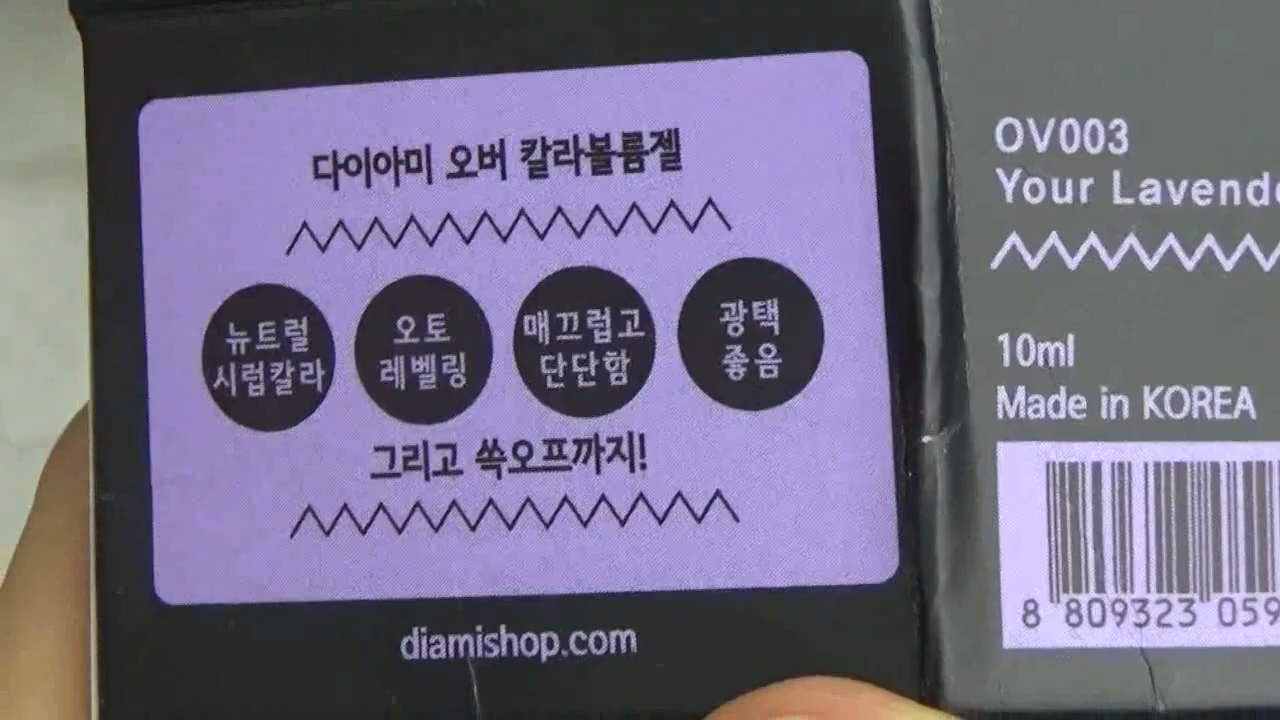 다이아미 오버 칼라볼륨젤
뉴트럴
시럽칼라
오토
레벨링
매끄럽고
단단함
광택
좋음
그리고 쏙오프까지!
diamishop.com
OV003
Your
10ml
Made in KOREA
8 809323 059